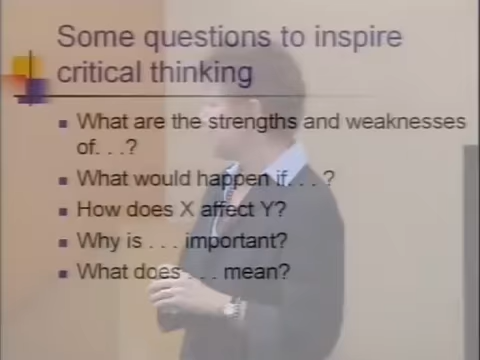 Some questions to inspire
critical thinking
What are the strengths and weaknesses
of. . .?
What would happen if. . . ?
How does X affect Y?
Why is . . . important?
What does . . . mean?